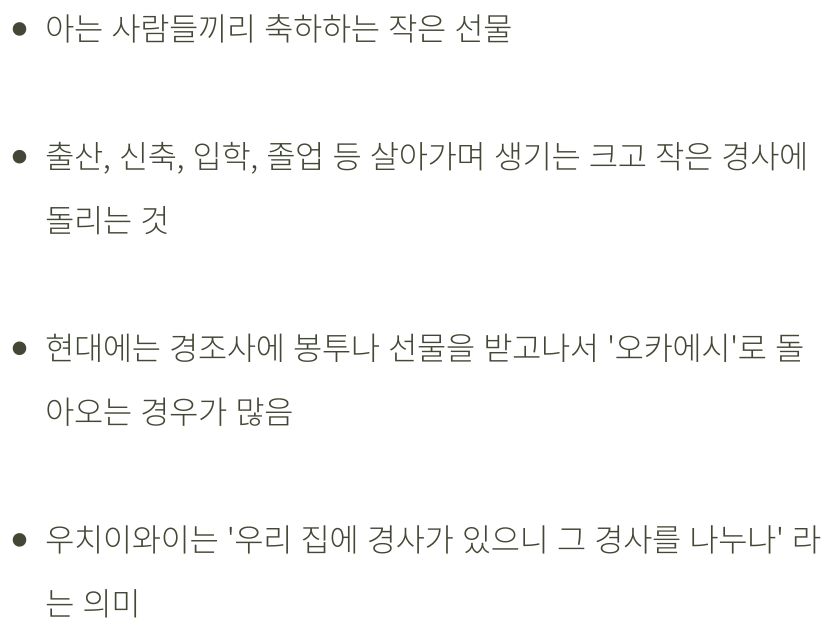 ● 아는 사람들끼리 축하하는 작은 선물
● 출산, 신축, 입학, 졸업 등 살아가며 생기는 크고 작은 경사에
돌리는 것
● 현대에는 경조사에 봉투나 선물을 받고나서 '오카에시'로 돌
아오는 경우가 많음
● 우치이와이는 '우리 집에 경사가 있으니 그 경사를 나누나' 라
는 의미